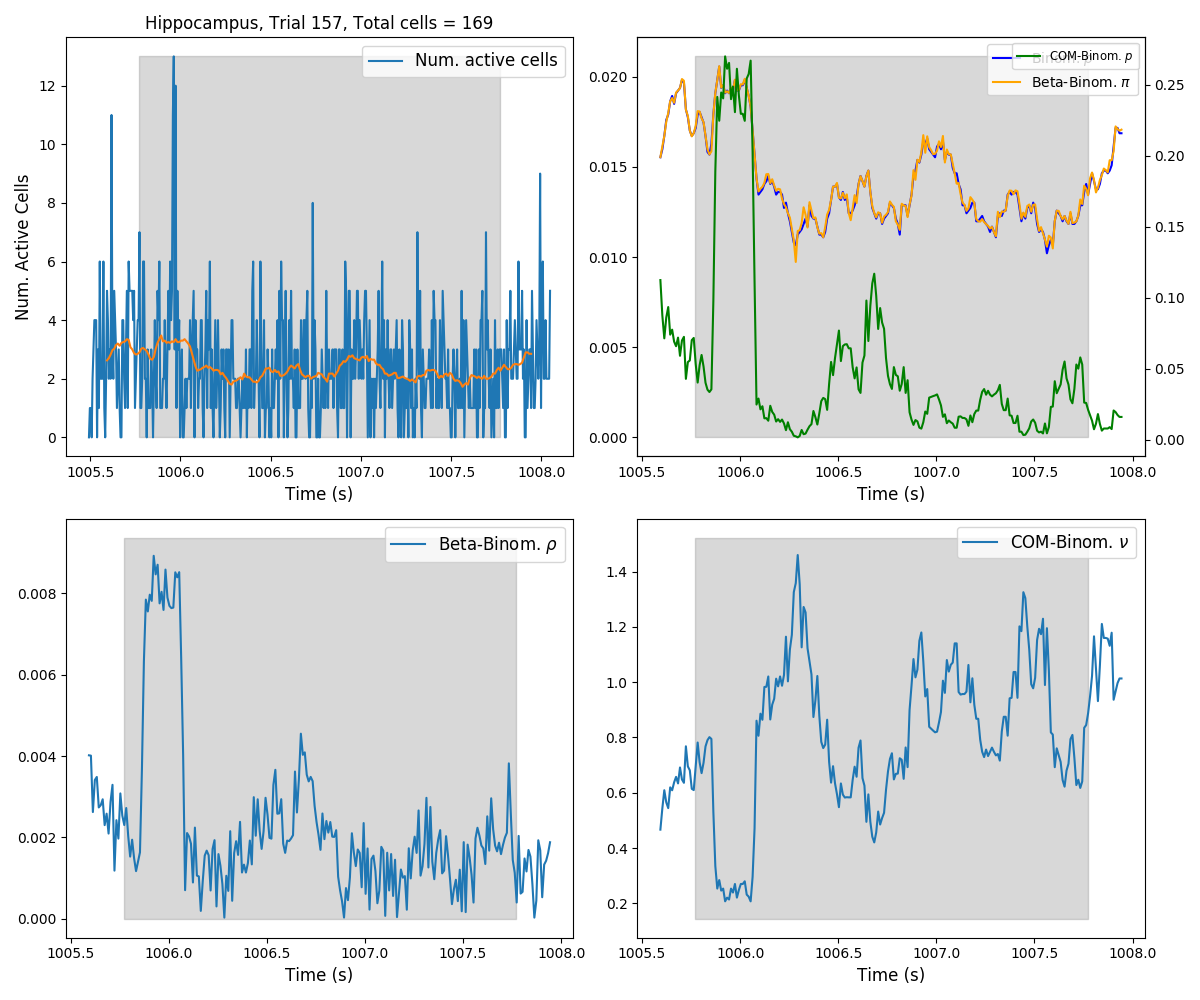 Hippocampus, Trial 157, Total cells = 169
Num. active cells
Num. Active Cells
12
10
8
6
4
2
0
1005.5 1006.0 1006.5 1007.0 1007.5 1008.0
Time (s)
COM-Binom. p
Beta-Binom. π
0.020
0.015
0.010
0.005
0.000
0.25
0.20
0.15
0.10
0.05
0.00
1005.5 1006.0 1006.5 1007.0 1007.5 1008.0
Time (s)
Beta-Binom. ρ
0.008
0.006
0.004
0.002
0.000
1005.5 1006.0 1006.5 1007.0 1007.5 1008.0
Time (s)
COM-Binom. ν
1.4
1.2
1.0
0.8
0.6
0.4
0.2
1005.5 1006.0 1006.5 1007.0 1007.5 1008.0
Time (s)